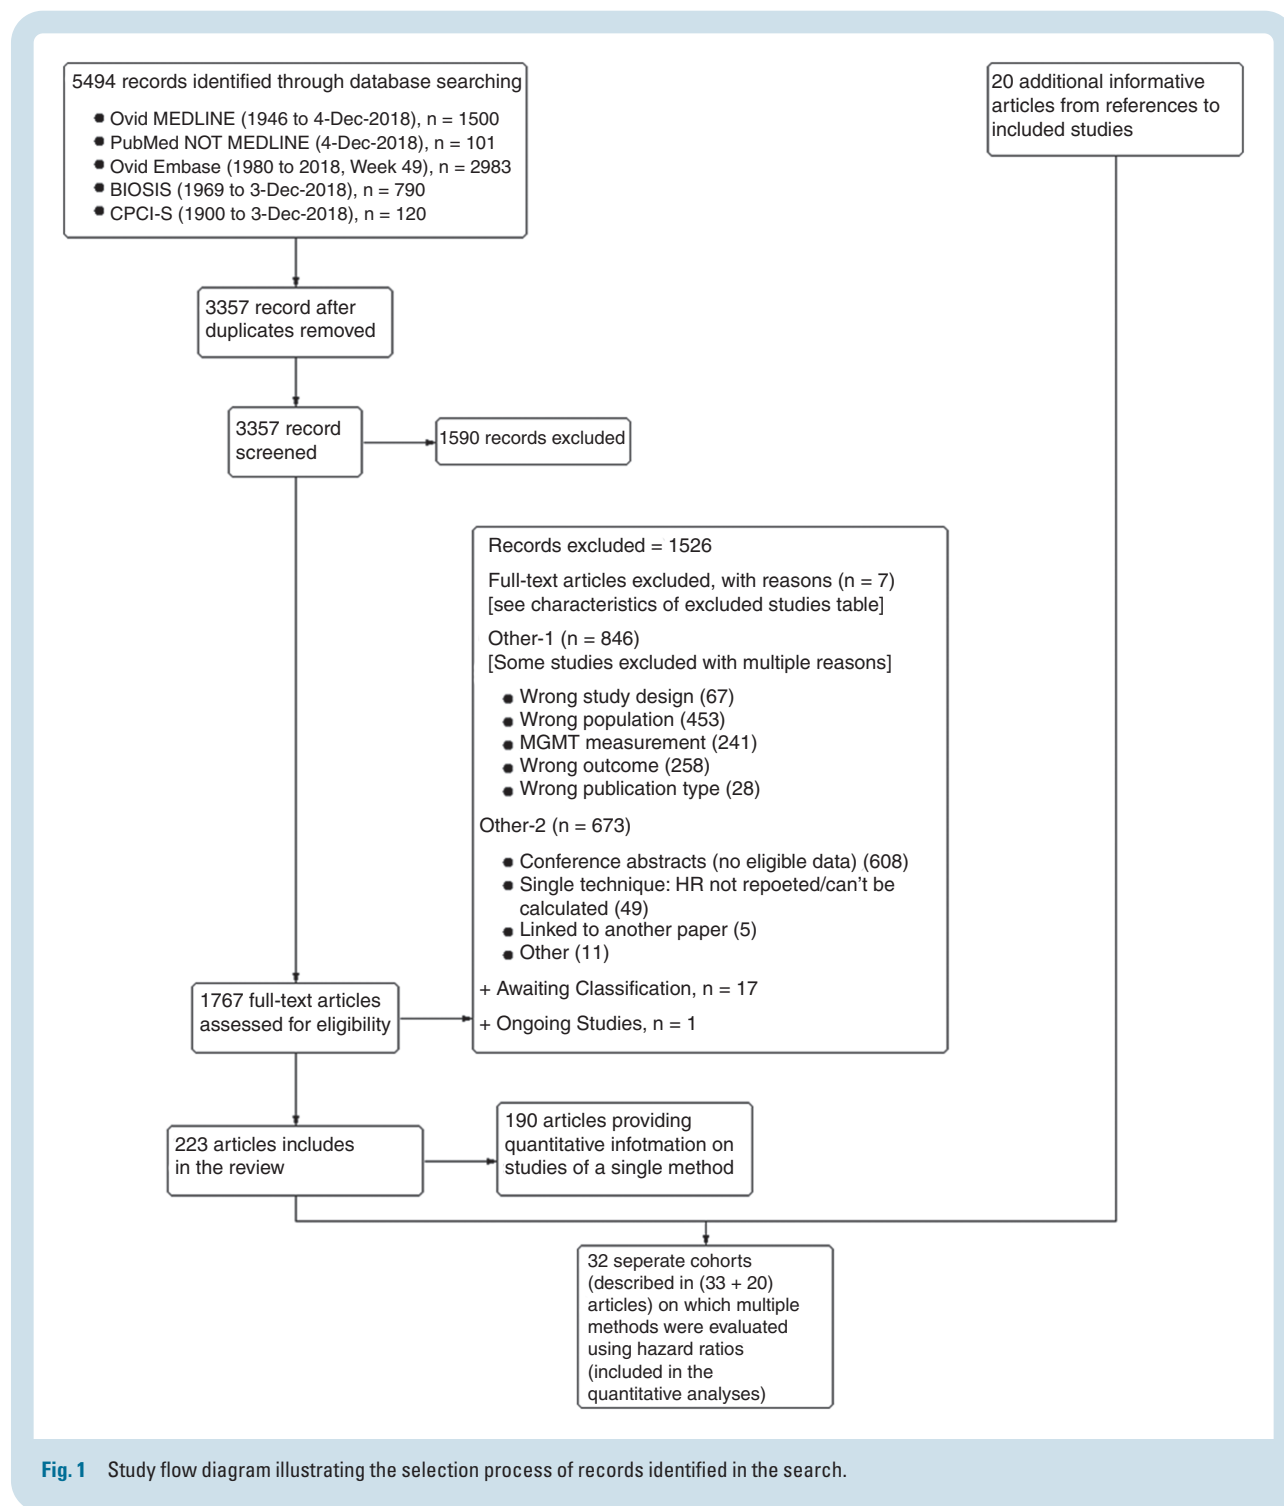 5494 records identified through database searching
● Ovid MEDLINE (1946 to 4-Dec-2018), n = 1500
● PubMed NOT MEDLINE (4-Dec-2018), n = 101
● Ovid Embase (1980 to 2018, Week 49), n = 2983
● BIOSIS (1969 to 3-Dec-2018), n = 790
● CPCI-S (1900 to 3-Dec-2018), n = 120
20 additional informative
articles from references to
included studies
3357 record after
duplicates removed
3357 record
screened
1590 records excluded
Records excluded = 1526
Full-text articles excluded, with reasons (n = 7)
[see characteristics of excluded studies table]
Other-1 (n = 846)
[Some studies excluded with multiple reasons]
● Wrong study design (67)
● Wrong population (453)
● MGMT measurement (241)
● Wrong outcome (258)
● Wrong publication type (28)
Other-2 (n = 673)
● Conference abstracts (no eligible data) (608)
● Single technique: HR not repoeted/can't be
calculated (49)
● Linked to another paper (5)
● Other (11)
+ Awaiting Classification, n = 17
+ Ongoing Studies, n = 1
1767 full-text articles
assessed for eligibility
223 articles includes
in the review
190 articles providing
quantitative infotmation on
studies of a single method
32 seperate cohorts
(described in (33 + 20)
articles) on which multiple
methods were evaluated
using hazard ratios
(included in the
quantitative analyses)
Fig. 1 Study flow diagram illustrating the selection process of records identified in the search.